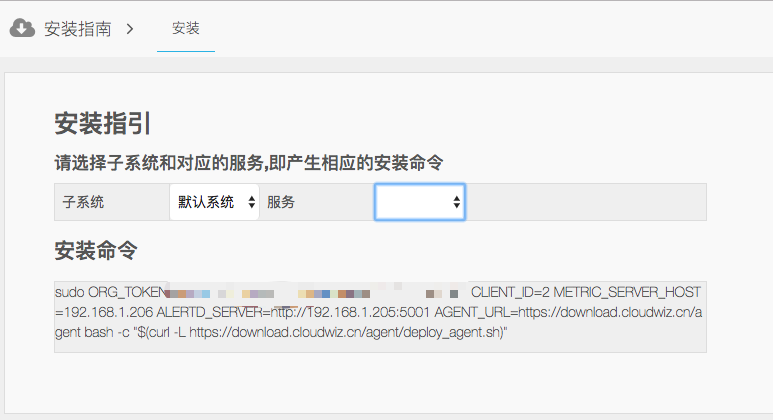 安装指南
安装
安装指引
请选择子系统和对应的服务,即产生相应的安装命令
子系统 默认系统 服务
安装命令
sudo ORG_TOKEN CLIENT_ID=2 METRIC_SERVER_HOST
=192.168.1.206 ALERTD_SERVER=http://192.168.1.205:5001 AGENT_URL=https://download.cloudwiz.cn/a
gent bash -c "$(curl -L https://download.cloudwiz.cn/agent/deploy_agent.sh)"